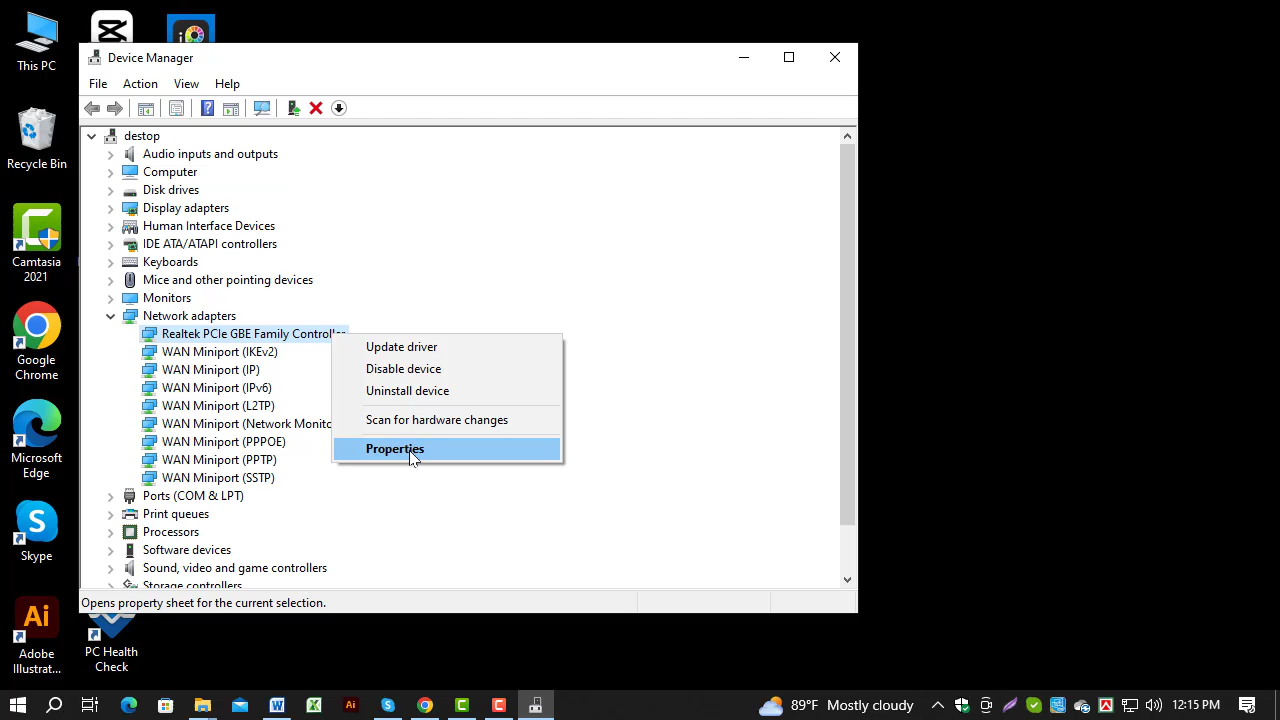 This PC
Recycle Bin
Camtasia
2021
Google
Chrome
Microsoft
Edge
Skype
Ai
Adobe
Illustrat...
PC Health
Check
Device Manager
File Action View Help
destop
Audio inputs and outputs
Computer
Disk drives
Display adapters
Human Interface Devices
IDE ATA/ATAPI controllers
Keyboards
Mice and other pointing devices
Monitors
Network adapters
Realtek PCIe GBE Family Controller
WAN Miniport (IKEv2)
WAN Miniport (IP)
WAN Miniport (IPv6)
WAN Miniport (L2TP)
WAN Miniport (Network Monito
WAN Miniport (PPPOE)
WAN Miniport (PPTP)
WAN Miniport (SSTP)
Ports (COM & LPT)
Print queues
Processors
Software devices
Sound, video and game controllers
Storage controllers
Update driver
Disable device
Uninstall device
Scan for hardware changes
Properties
Opens property sheet for the current selection.
89°F Mostly cloudy
12:15 PM